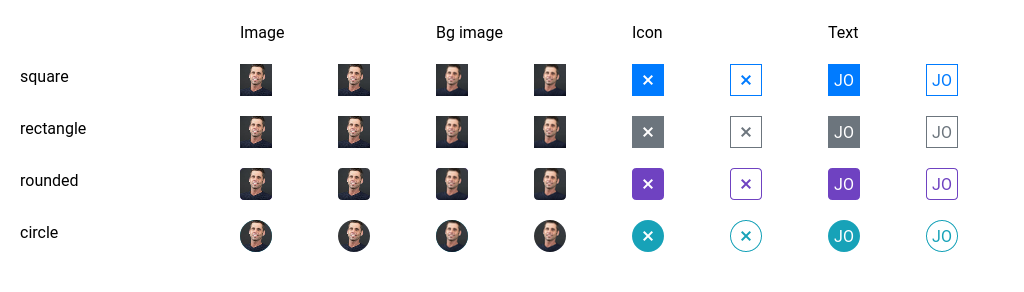 Image Bg image Icon Text
square JO JO
rectangle JO JO
rounded JO JO
circle JO JO